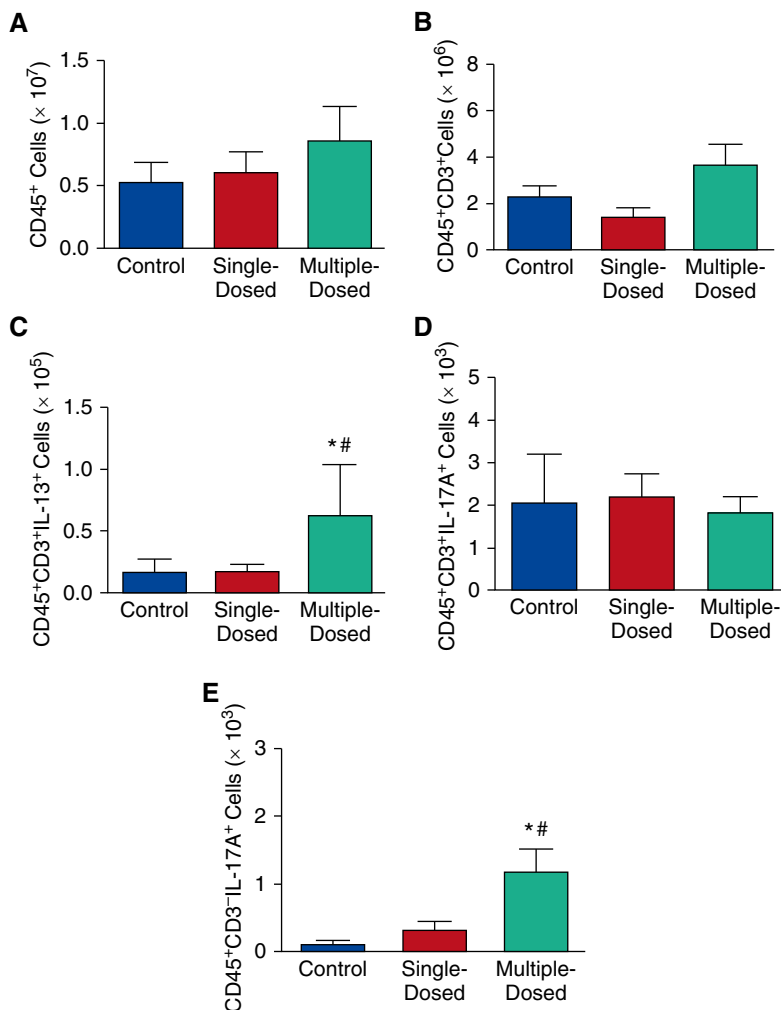 A
CD45⁺ Cells (× 10⁷)
1.5
1.0
0.5
0.0
Control
Single-
Dosed
Multiple-
Dosed
B
CD45⁺CD3⁺Cells (× 10⁶)
8
6
4
2
0
Control
Single-
Dosed
Multiple-
Dosed
C
CD45⁺CD3⁺IL-13⁺ Cells (× 10⁵)
1.5
1.0
0.5
0.0
*#
Control
Single-
Dosed
Multiple-
Dosed
D
CD45⁺CD3⁺IL-17A⁺ Cells (× 10³)
5
4
3
2
1
0
Control
Single-
Dosed
Multiple-
Dosed
E
CD45⁺CD3⁻IL-17A⁺ Cells (× 10³)
3
2
1
0
*#
Control
Single-
Dosed
Multiple-
Dosed